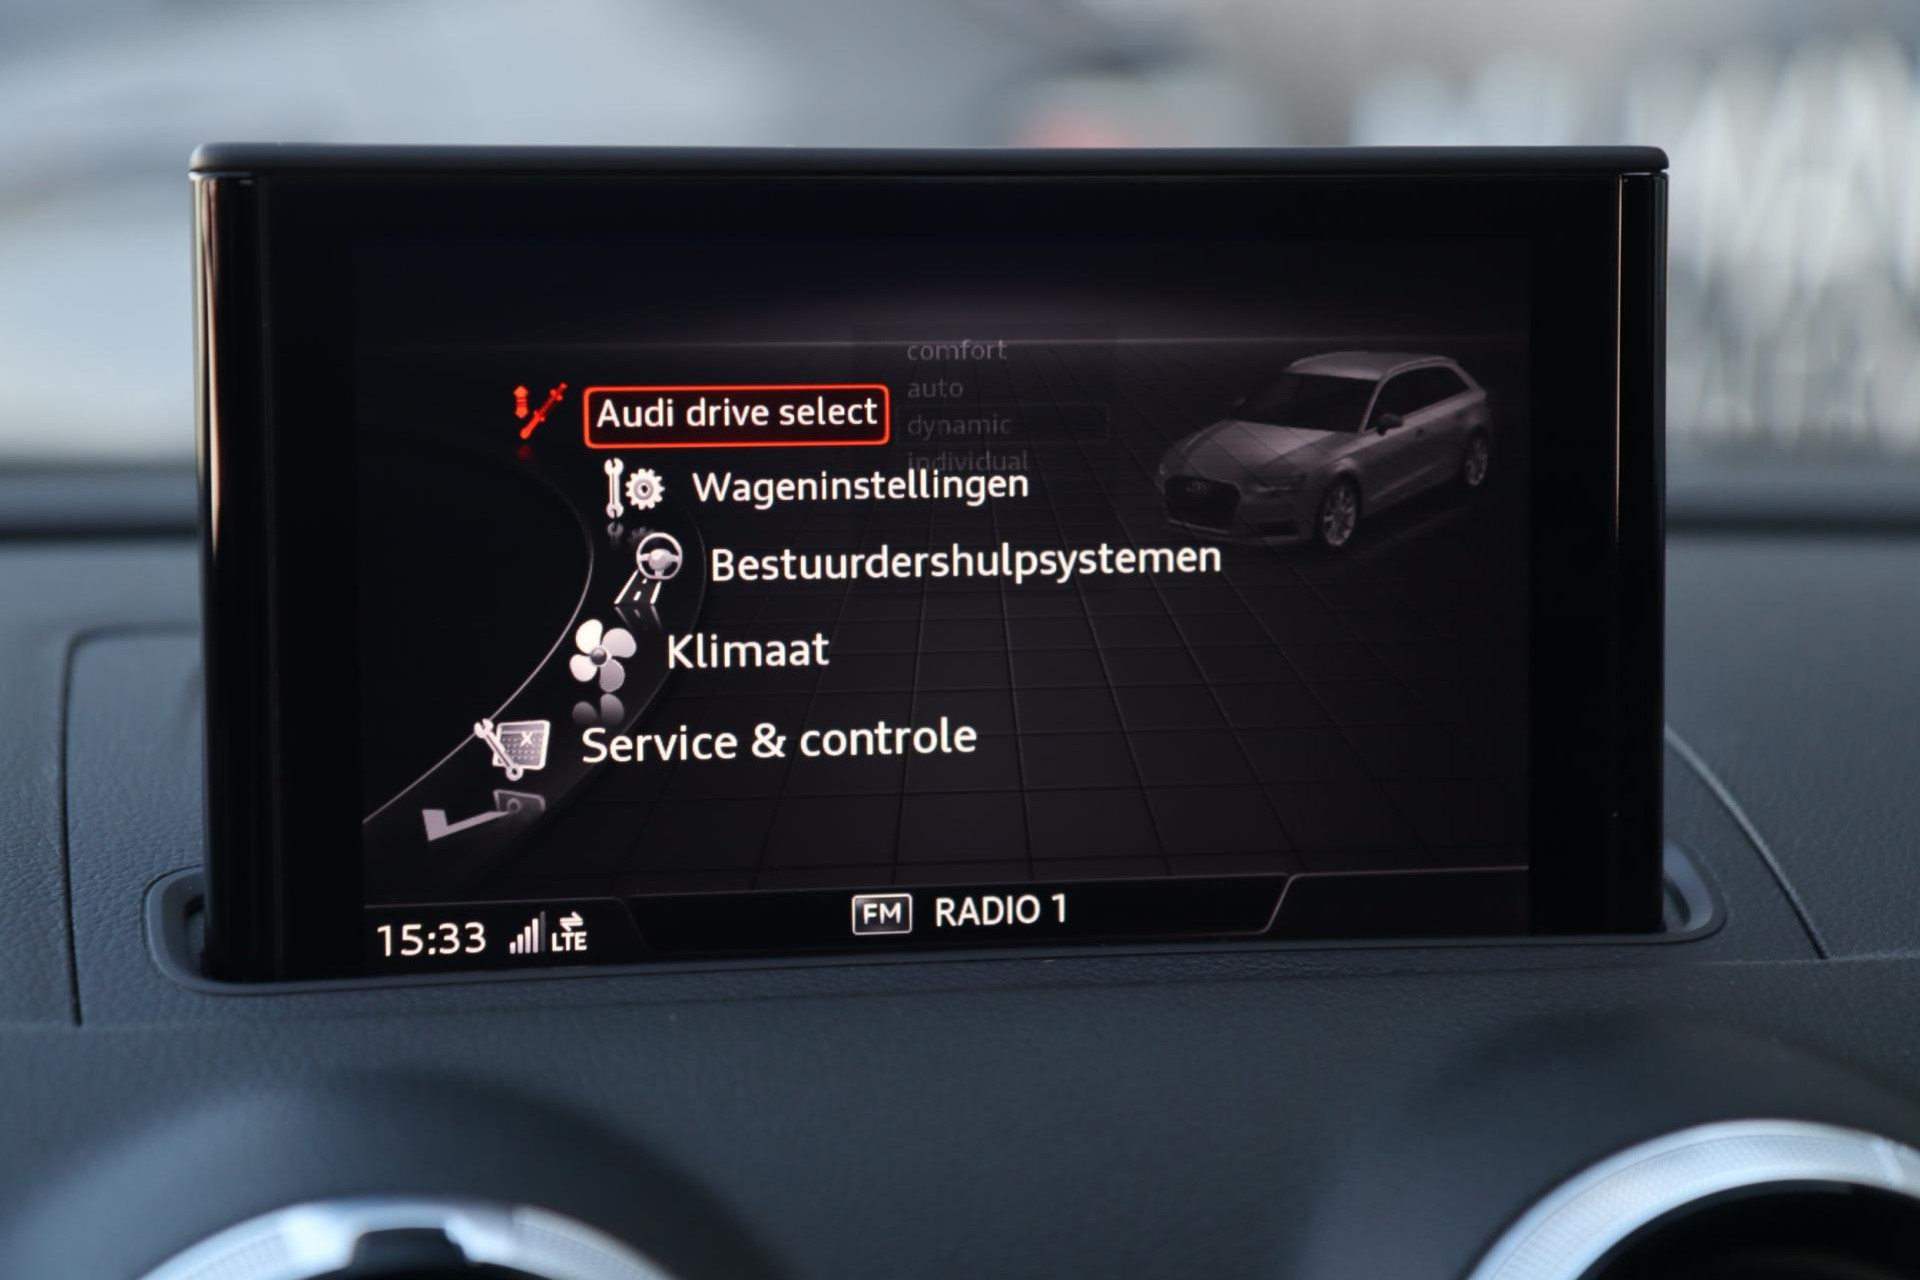 comfort
auto
Audi drive select
dynamic
individual
Wageninstellingen
Bestuurdershulpsystemen
Klimaat
Service & controle
15:33 LTE
FM RADIO 1